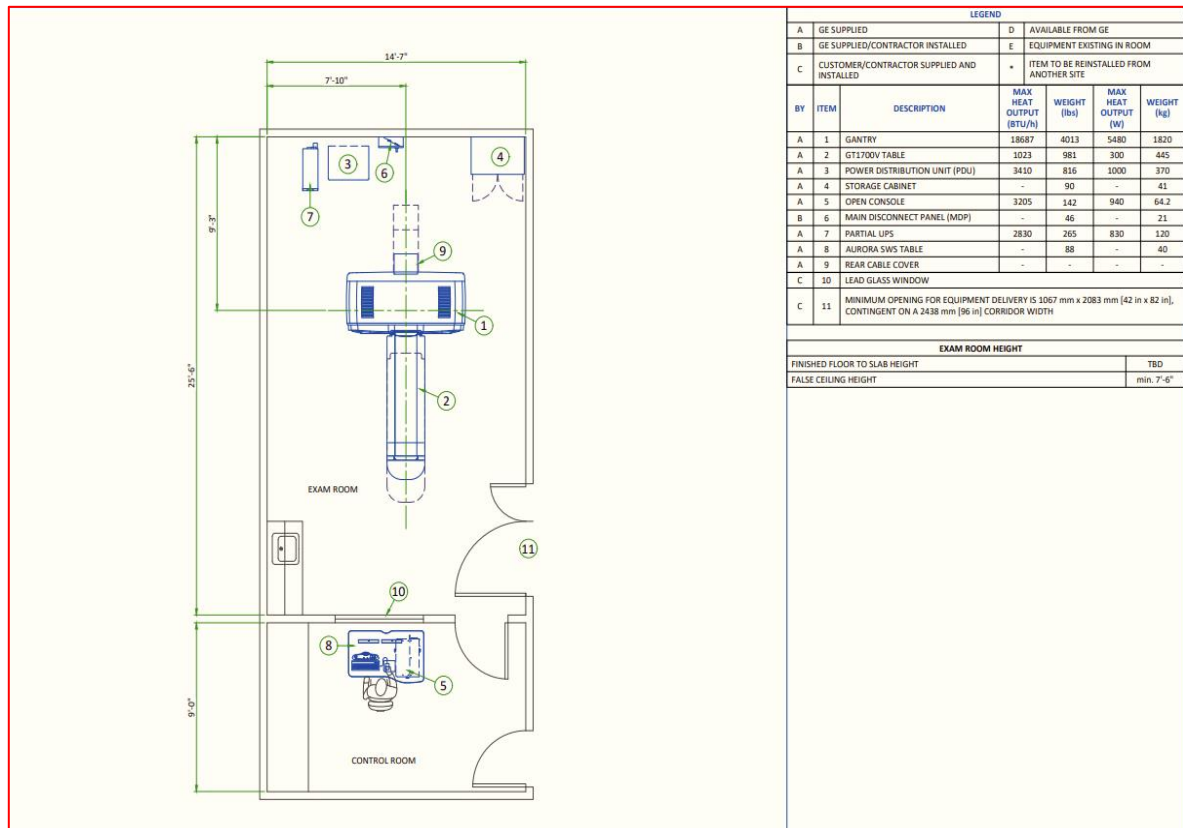 14'-7"
7'-10"
9'-3"
25'-6"
9'-0"
3
6
4
7
9
1
2
EXAM ROOM
11
10
8
5
CONTROL ROOM
LEGEND
A GE SUPPLIED D AVAILABLE FROM GE
B GE SUPPLIED/CONTRACTOR INSTALLED E EQUIPMENT EXISTING IN ROOM
C CUSTOMER/CONTRACTOR SUPPLIED AND INSTALLED * ITEM TO BE REINSTALLED FROM ANOTHER SITE
BY ITEM DESCRIPTION MAX HEAT OUTPUT (BTU/h) WEIGHT (lbs) MAX HEAT OUTPUT (W) WEIGHT (kg)
A 1 GANTRY 18687 4013 5480 1820
A 2 GT1700V TABLE 1023 981 300 445
A 3 POWER DISTRIBUTION UNIT (PDU) 3410 816 1000 370
A 4 STORAGE CABINET - 90 - 41
A 5 OPEN CONSOLE 3205 142 940 64.2
B 6 MAIN DISCONNECT PANEL (MDP) - 46 - 21
A 7 PARTIAL UPS 2830 265 830 120
A 8 AURORA SWS TABLE - 88 - 40
A 9 REAR CABLE COVER - - - -
C 10 LEAD GLASS WINDOW
C 11 MINIMUM OPENING FOR EQUIPMENT DELIVERY IS 1067 mm x 2083 mm [42 in x 82 in],
CONTINGENT ON A 2438 mm [96 in] CORRIDOR WIDTH
EXAM ROOM HEIGHT
FINISHED FLOOR TO SLAB HEIGHT TBD
FALSE CEILING HEIGHT min. 7'-6"